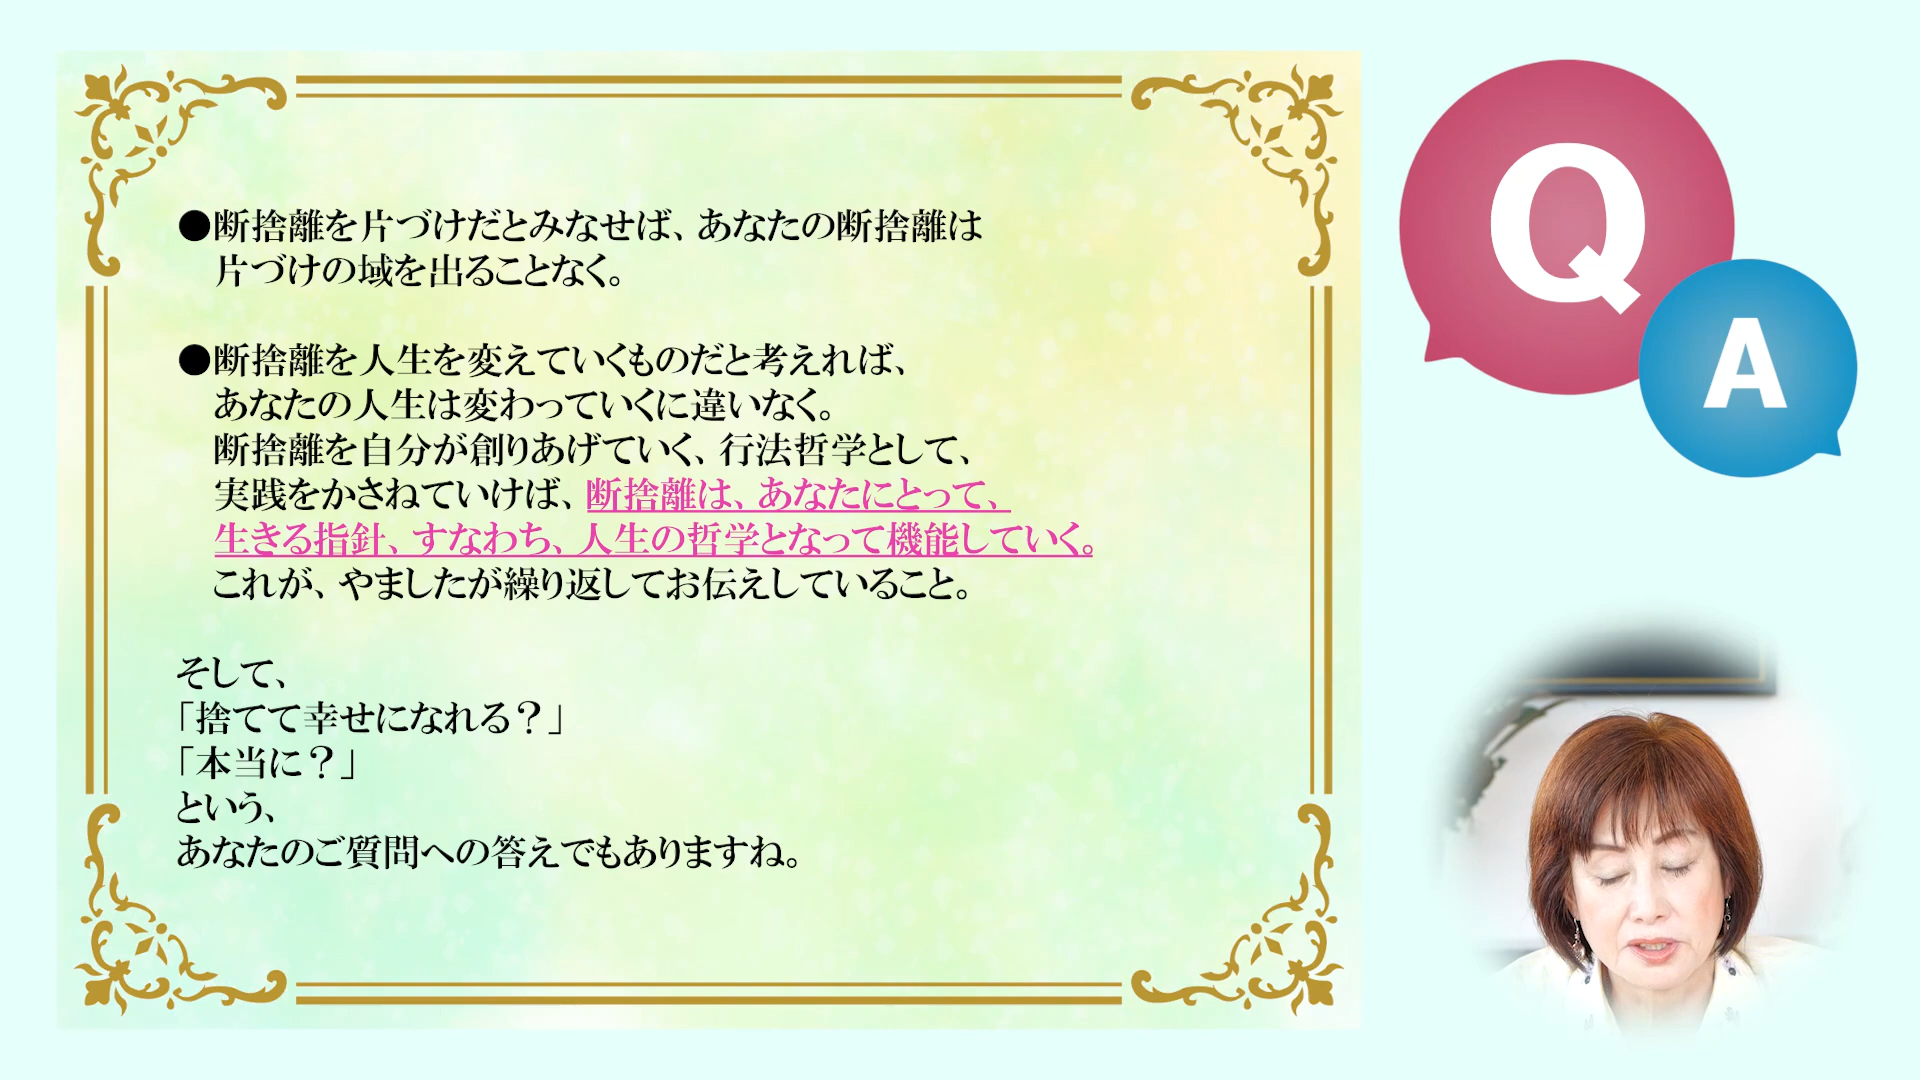 ●断捨離を片づけだとみなせば、あなたの断捨離は
片づけの域を出ることなく。
●断捨離を人生を変えていくものだと考えれば、
あなたの人生は変わっていくに違いなく。
断捨離を自分が創りあげていく、行法哲学として、
実践をかさねていけば、断捨離は、あなたにとって、
生きる指針、すなわち、人生の哲学となって機能していく。
これが、やましたが繰り返してお伝えしていること。
そして、
「捨てて幸せになれる？」
「本当に？」
という、
あなたのご質問への答えでもありますね。
Q
A